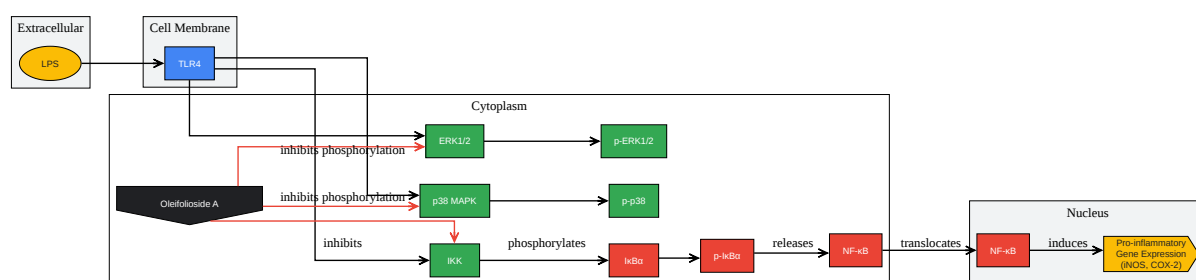 Extracellular
Cell Membrane
LPS
TLR4
Cytoplasm
ERK1/2
p-ERK1/2
inhibits phosphorylation
Oleifolioside A
inhibits phosphorylation
p38 MAPK
p-p38
Nucleus
inhibits
IKK
phosphorylates
IκBα
p-IκBα
releases
NF-κB
translocates
NF-κB
induces
Pro-inflammatory
Gene Expression
(iNOS, COX-2)